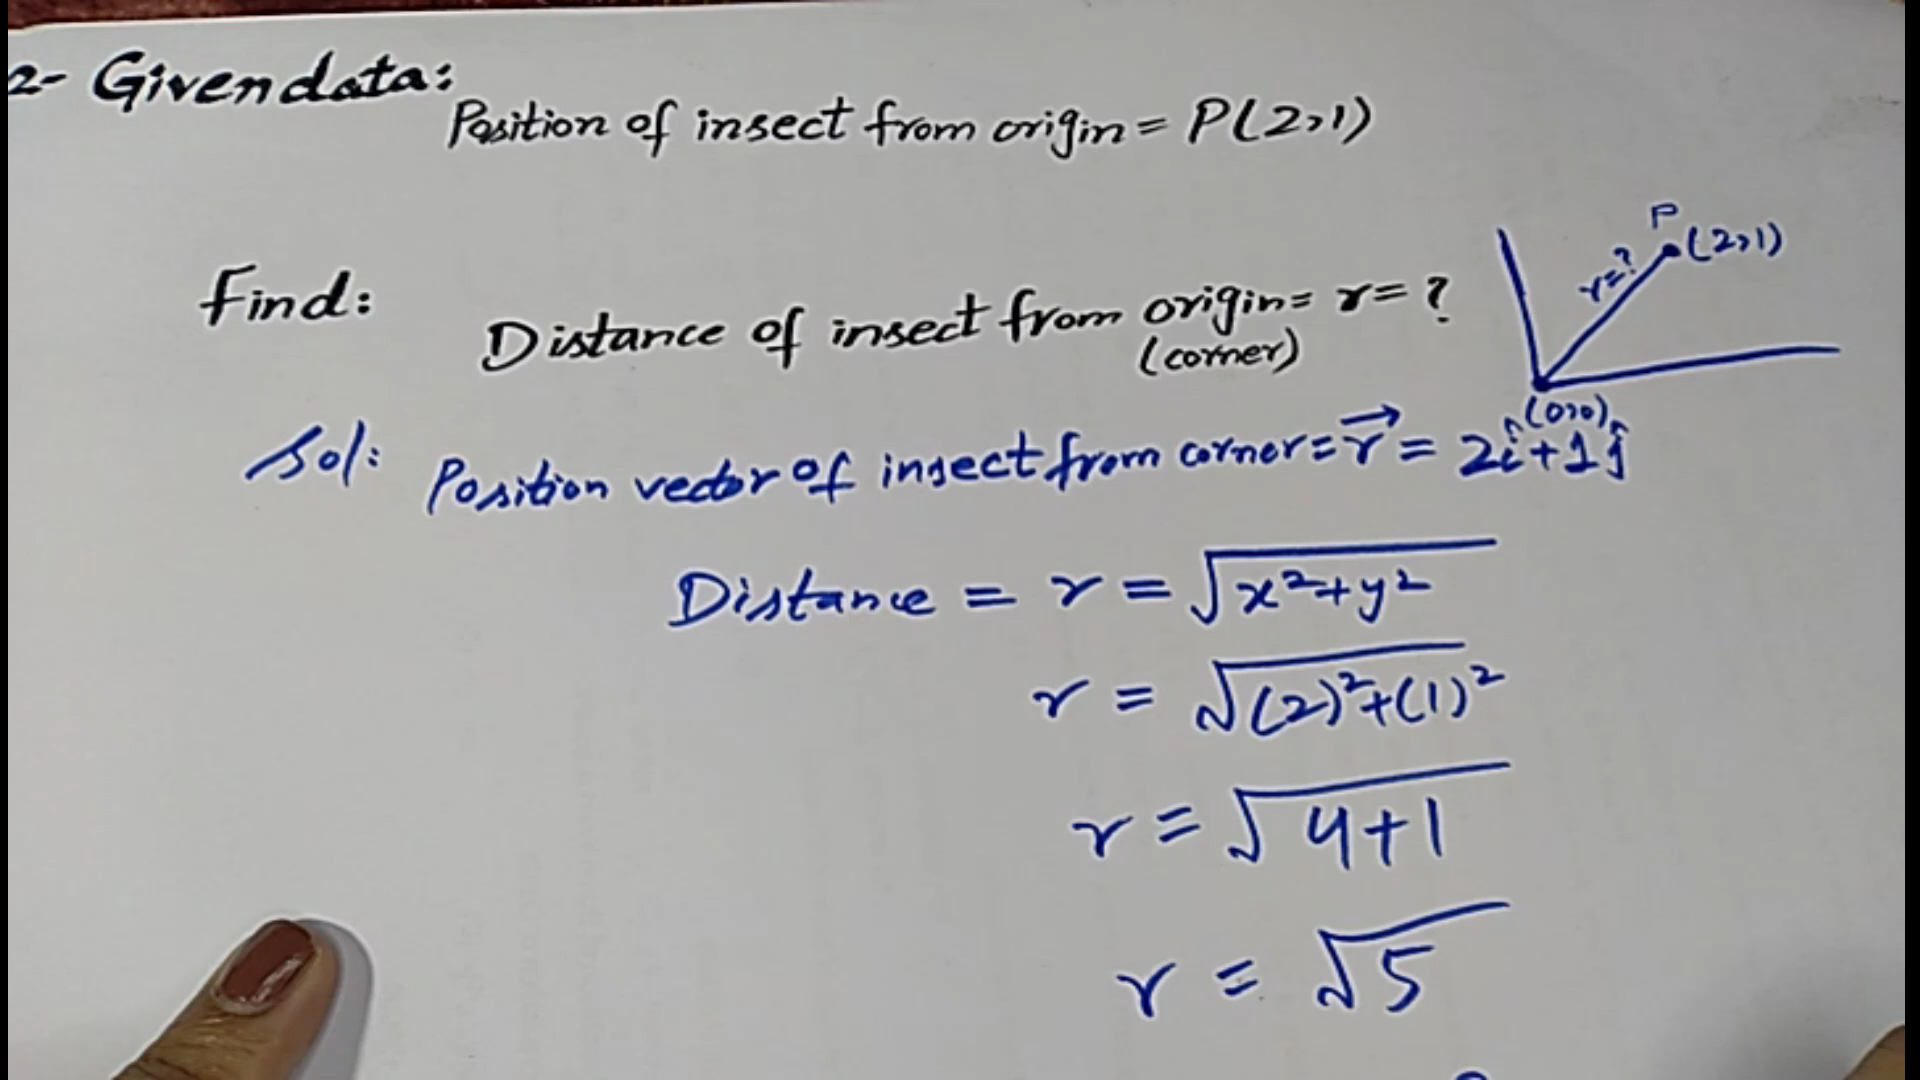 2- Given data:
Position of insect from origin = P(2,1)
P
(2,1)
r=?
(0,0)
Find:
Distance of insect from origin = r = ?
(corner)
Sol: Position vector of insect from corner = r⃗ = 2î+1ĵ
Distance = r = √x²+y²
r = √(2)²+(1)²
r = √4+1
r = √5